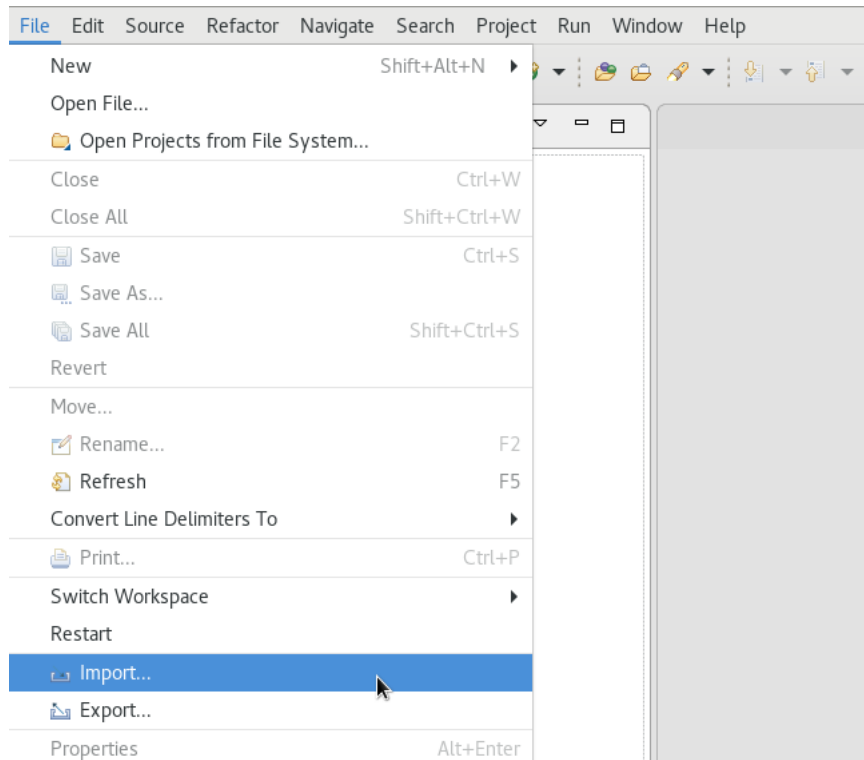 File Edit Source Refactor Navigate Search Project Run Window Help
New Shift+Alt+N
Open File...
Open Projects from File System...
Close Ctrl+W
Close All Shift+Ctrl+W
Save Ctrl+S
Save As...
Save All Shift+Ctrl+S
Revert
Move...
Rename... F2
Refresh F5
Convert Line Delimiters To
Print... Ctrl+P
Switch Workspace
Restart
Import...
Export...
Properties Alt+Enter